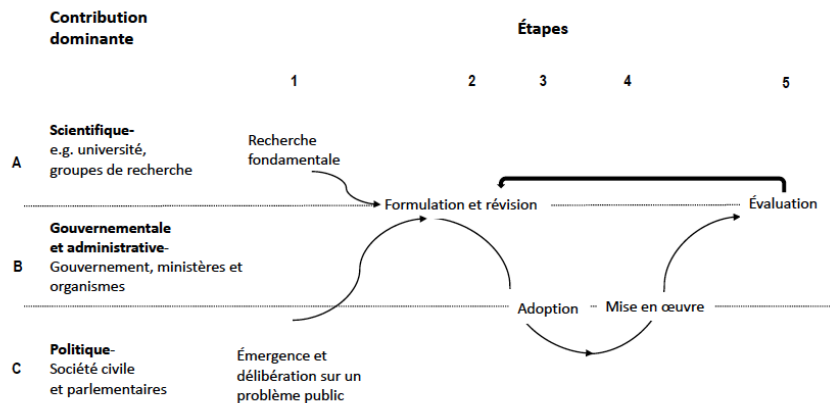 Contribution
dominante
Étapes
1 2 3 4 5
A
Scientifique-
e.g. université,
groupes de recherche
Recherche
fondamentale
Formulation et révision
Évaluation
B
Gouvernementale
et administrative-
Gouvernement, ministères et
organismes
Adoption
Mise en œuvre
C
Politique-
Société civile
et parlementaires
Émergence et
délibération sur un
problème public